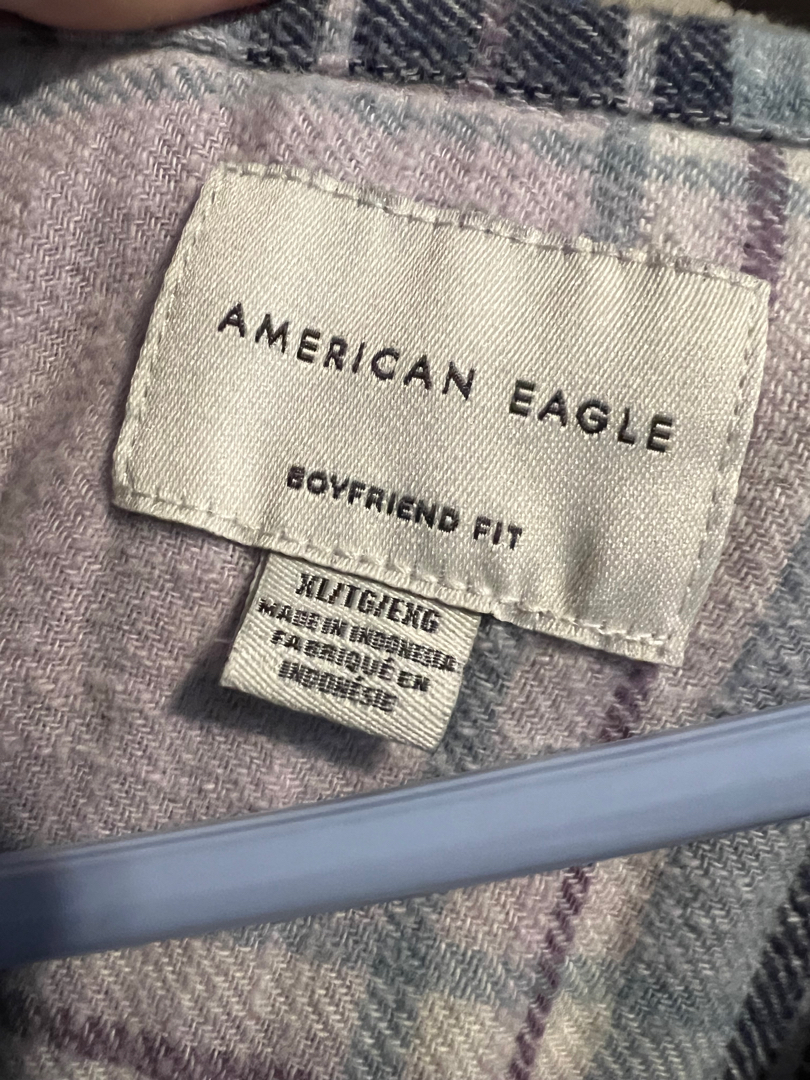 AMERICAN EAGLE
BOYFRIEND FIT
XL/TG/EXG
MADE IN INDONESIA
FABRIQUÉ EN
INDONÉSIE